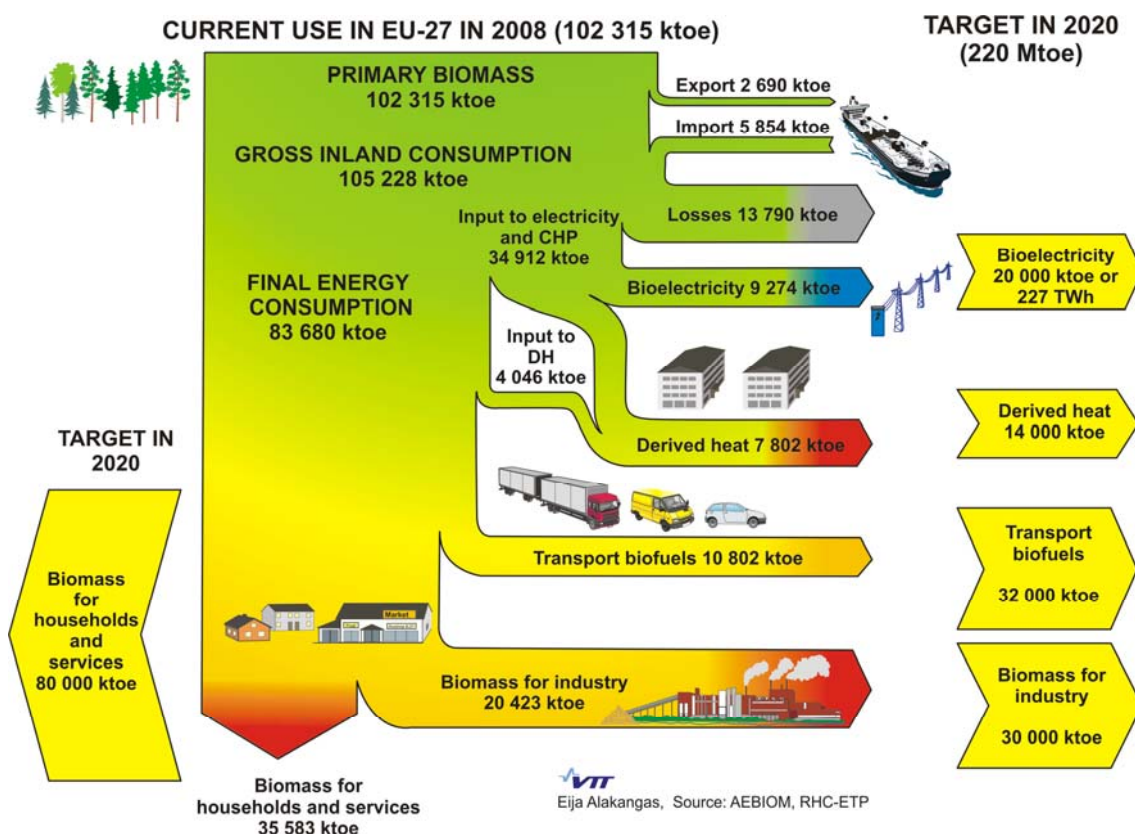 CURRENT USE IN EU-27 IN 2008 (102 315 ktoe)
TARGET IN 2020
(220 Mtoe)
PRIMARY BIOMASS
102 315 ktoe
Export 2 690 ktoe
Import 5 854 ktoe
GROSS INLAND CONSUMPTION
105 228 ktoe
Losses 13 790 ktoe
Input to electricity
and CHP
34 912 ktoe
Bioelectricity
20 000 ktoe or
227 TWh
FINAL ENERGY
CONSUMPTION
83 680 ktoe
Bioelectricity 9 274 ktoe
Input to
DH
4 046 ktoe
Derived heat 7 802 ktoe
Derived heat
14 000 ktoe
TARGET IN
2020
Transport biofuels 10 802 ktoe
Transport
biofuels
32 000 ktoe
Biomass
for
households
and
services
80 000 ktoe
Market
Biomass for industry
20 423 ktoe
Biomass for
industry
30 000 ktoe
Biomass for
households and services
35 583 ktoe
VTT
Eija Alakangas, Source: AEBIOM, RHC-ETP